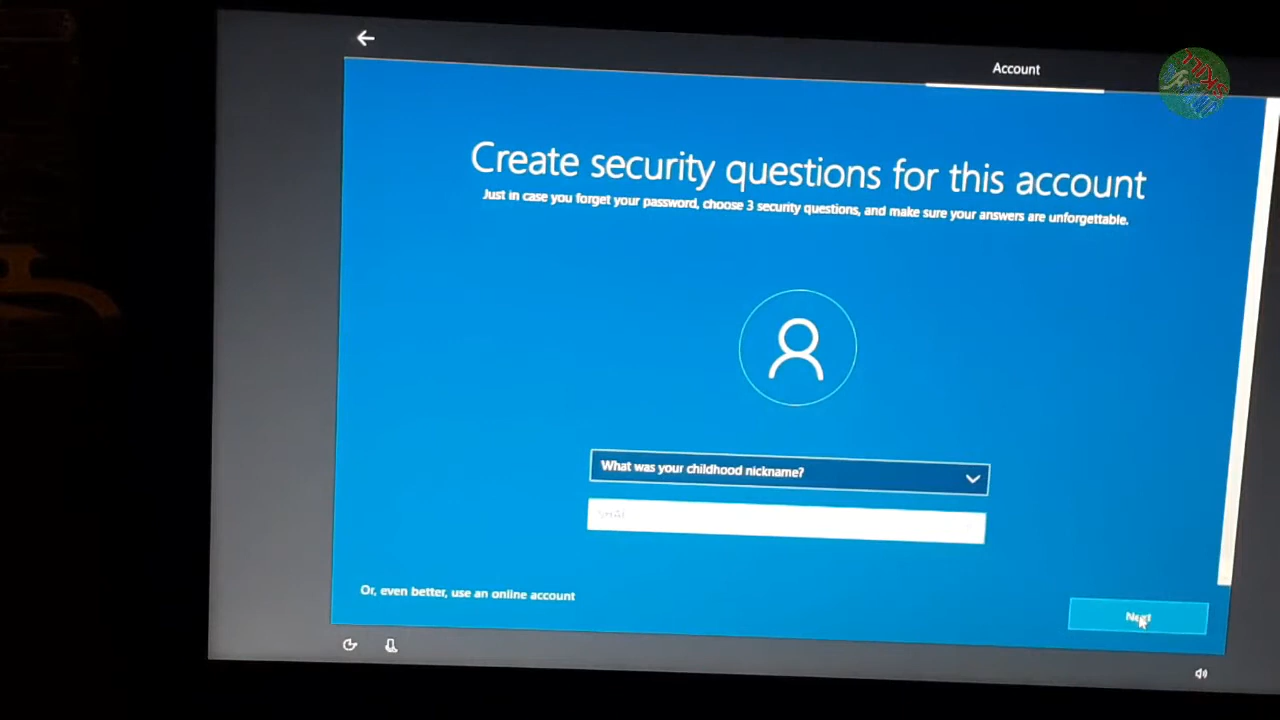 Account
Create security questions for this account
Just in case you forget your password, choose 3 security questions, and make sure your answers are unforgettable.
What was your childhood nickname?
Or, even better, use an online account
Next